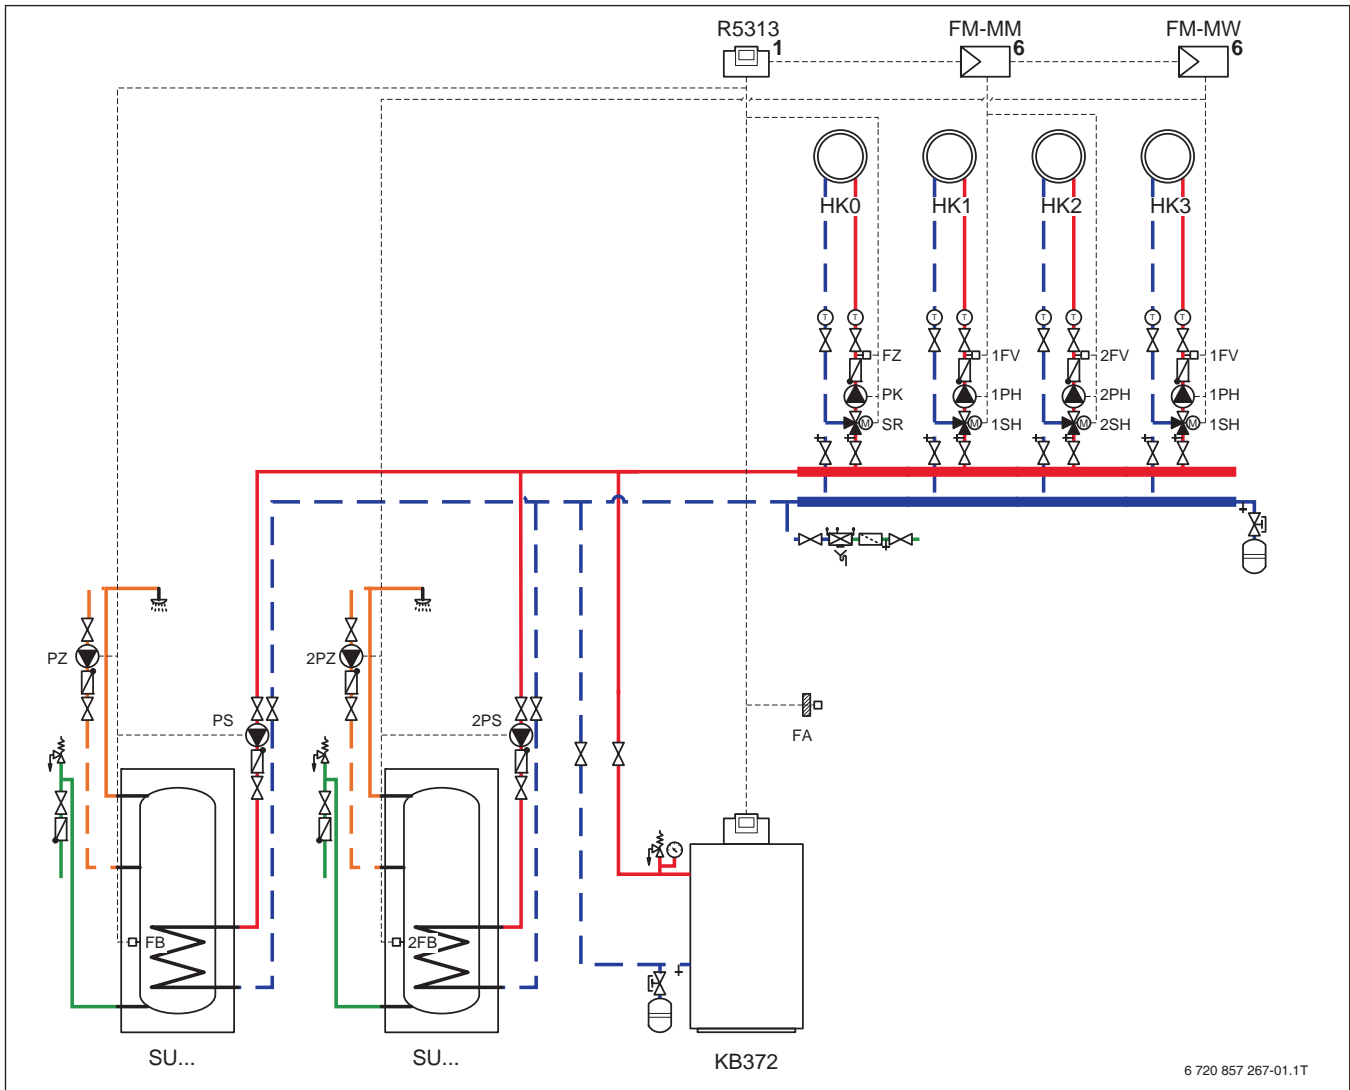 R5313 FM-MM FM-MW
1 6 6
HK0 HK1 HK2 HK3
T T T T T T T T
FZ 1FV 2FV 1FV
PK 1PH 2PH 1PH
M SR M 1SH M 2SH M 1SH
PZ 2PZ
PS 2PS
FA
FB 2FB
SU... SU... KB372
6 720 857 267-01.1T